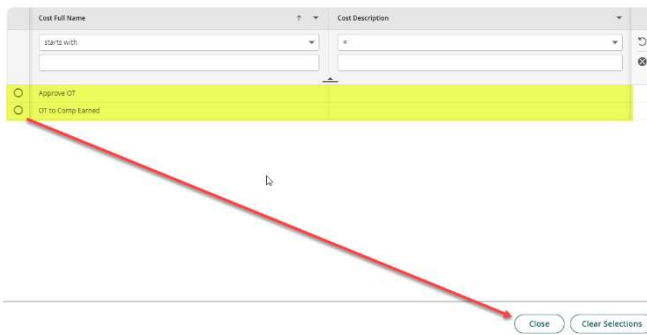 Cost Full Name Cost Description
starts with =
Approve OT
OT to Comp Earned
Close Clear Selections